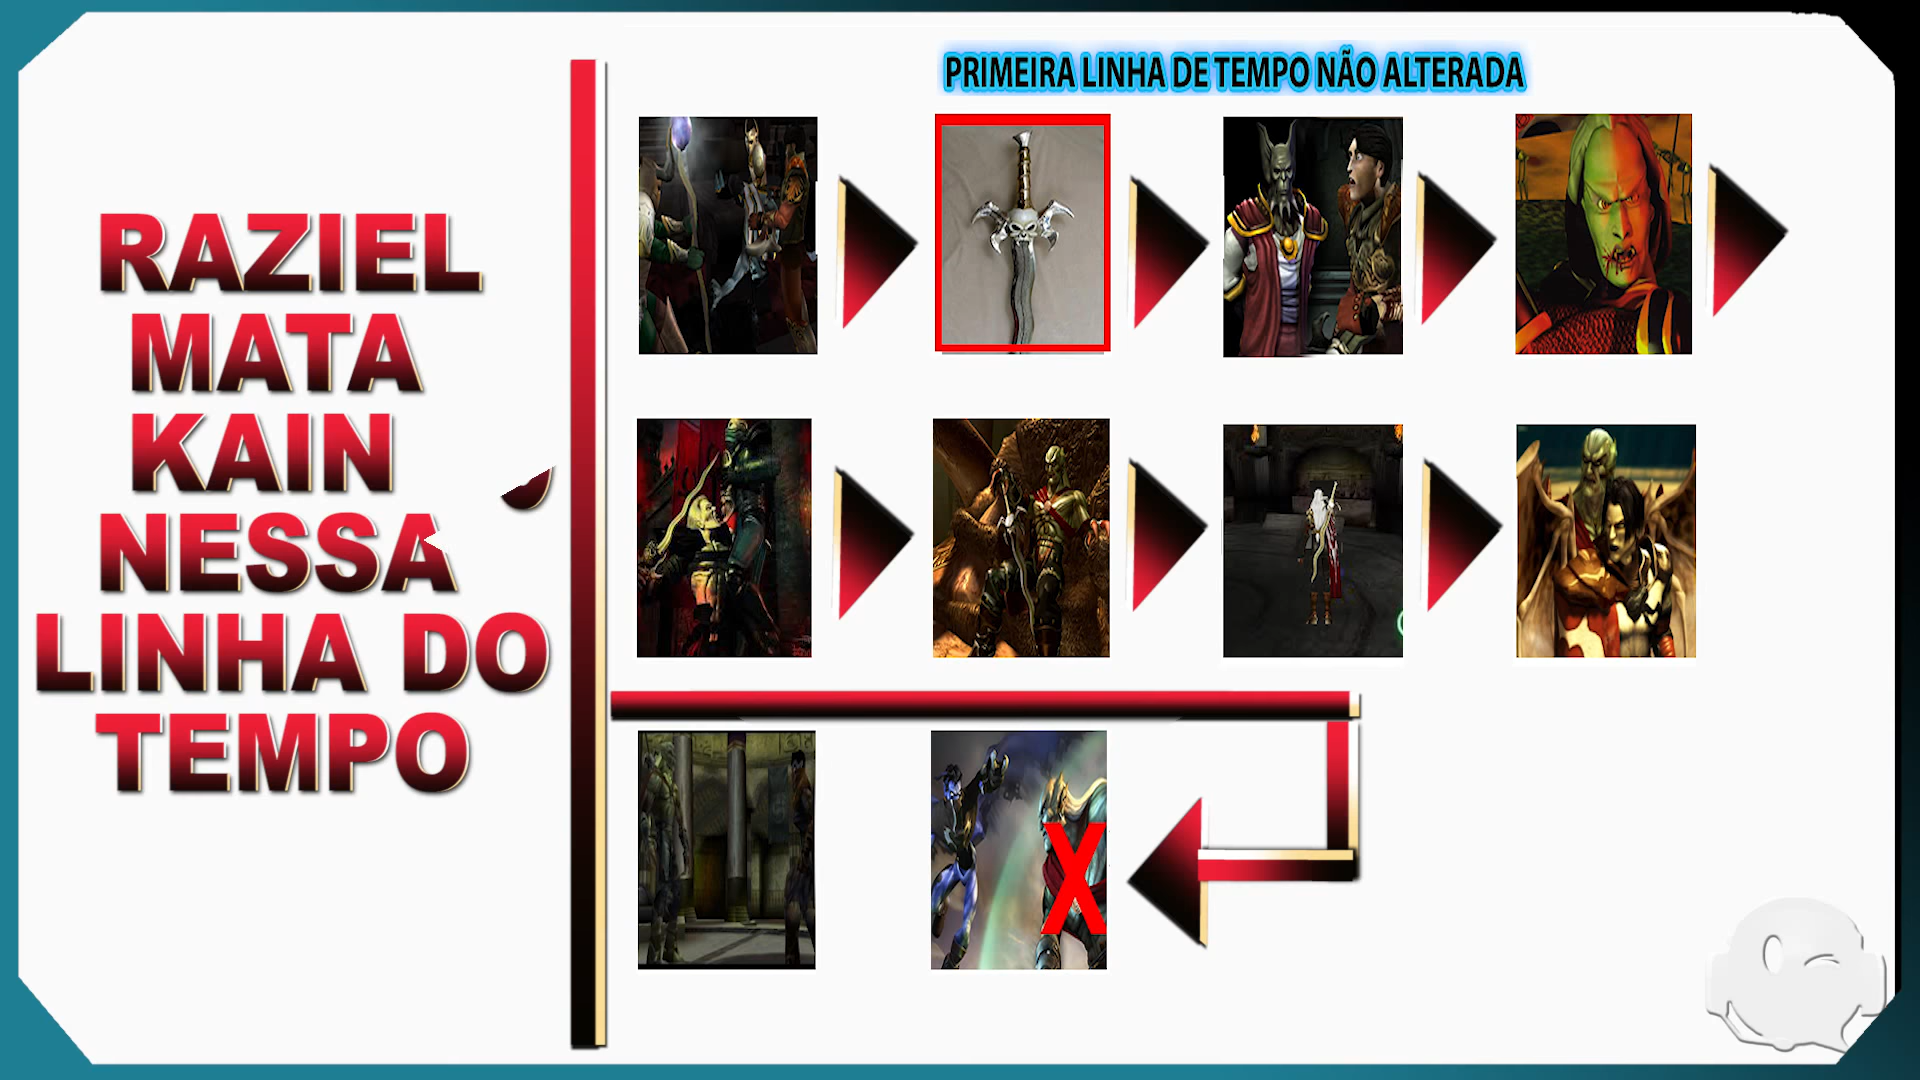 PRIMEIRA LINHA DE TEMPO NÃO ALTERADA
RAZIEL
MATA
KAIN
NESSA
LINHA DO
TEMPO
X